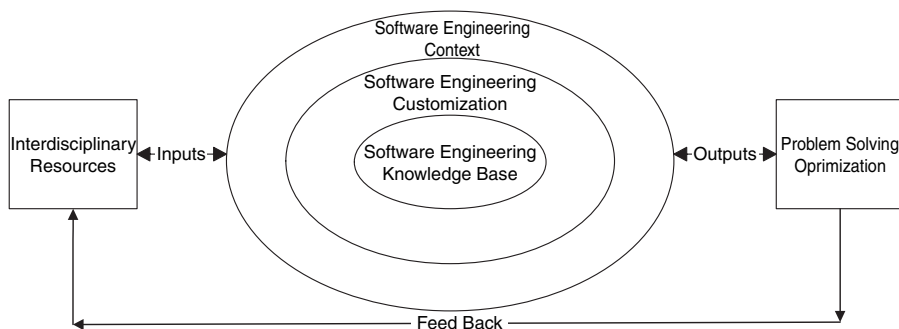 Software Engineering
Context
Software Engineering
Customization
Software Engineering
Knowledge Base
Interdisciplinary
Resources
Inputs
Outputs
Problem Solving
Oprimization
Feed Back